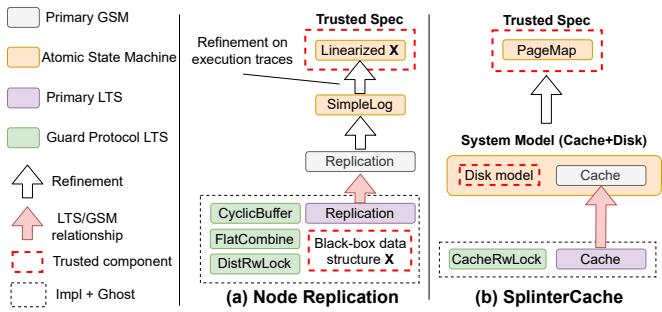 Primary GSM
Atomic State Machine
Primary LTS
Guard Protocol LTS
Refinement
LTS/GSM
relationship
Trusted component
Impl + Ghost
Trusted Spec
Linearized X
Refinement on
execution traces
SimpleLog
Replication
CyclicBuffer
Replication
FlatCombine
DistRwLock
Black-box data
structure X
(a) Node Replication
Trusted Spec
PageMap
System Model (Cache+Disk)
Disk model
Cache
CacheRwLock
Cache
(b) SplinterCache